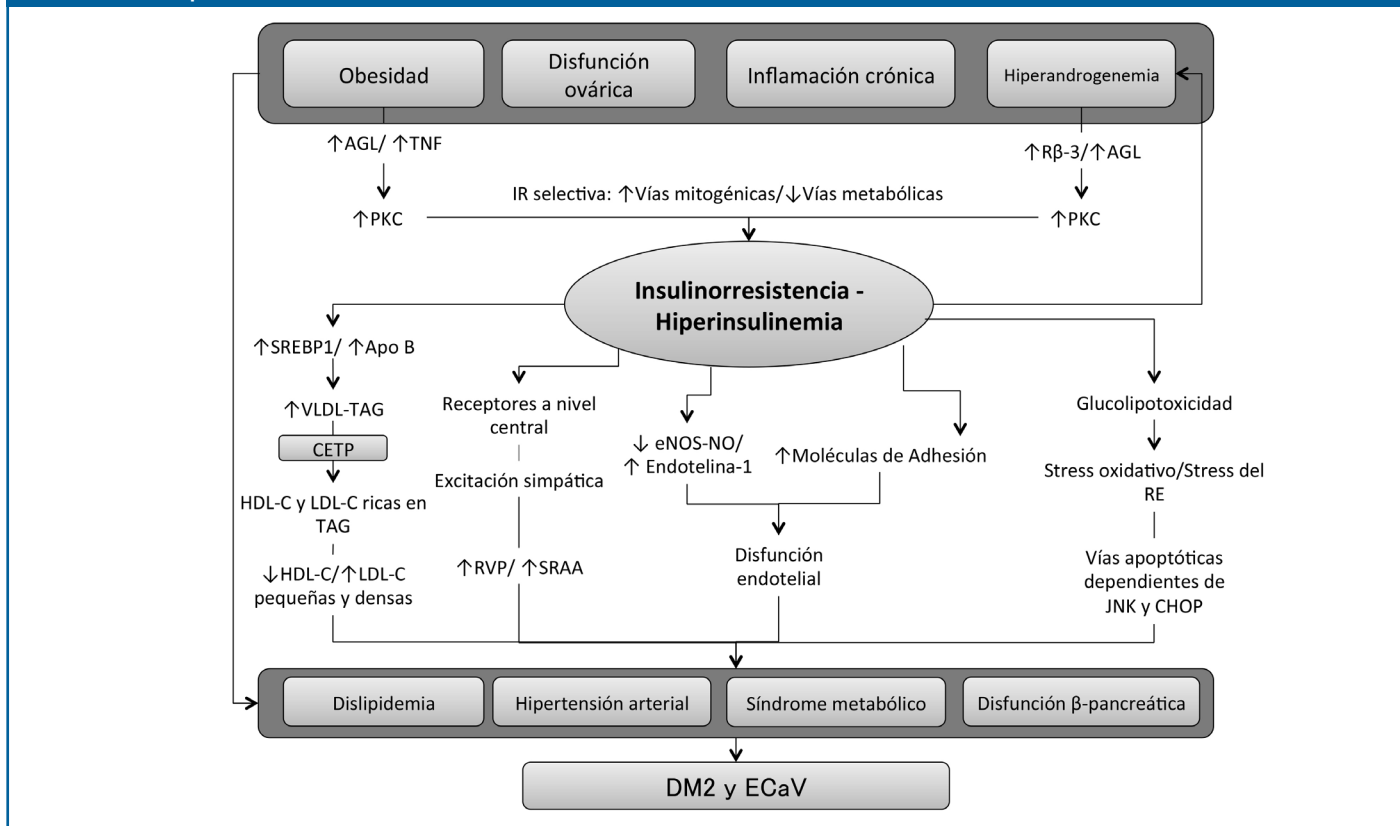 Obesidad
Disfunción
ovárica
Inflamación crónica
Hiperandrogenemia
↑AGL/ ↑TNF
↑Rβ-3/↑AGL
IR selectiva: ↑Vías mitogénicas/↓Vías metabólicas
↑PKC
↑PKC
Insulinorresistencia -
Hiperinsulinemia
↑SREBP1/ ↑Apo B
↑VLDL-TAG
CETP
HDL-C y LDL-C ricas en
TAG
↓HDL-C/↑LDL-C
pequeñas y densas
Receptores a nivel
central
Excitación simpática
↑RVP/ ↑SRAA
↓ eNOS-NO/
↑ Endotelina-1
↑Moléculas de Adhesión
Disfunción
endotelial
Glucolipotoxicidad
Stress oxidativo/Stress del
RE
Vías apoptóticas
dependientes de
JNK y CHOP
Dislipidemia
Hipertensión arterial
Síndrome metabólico
Disfunción β-pancreática
DM2 y ECaV